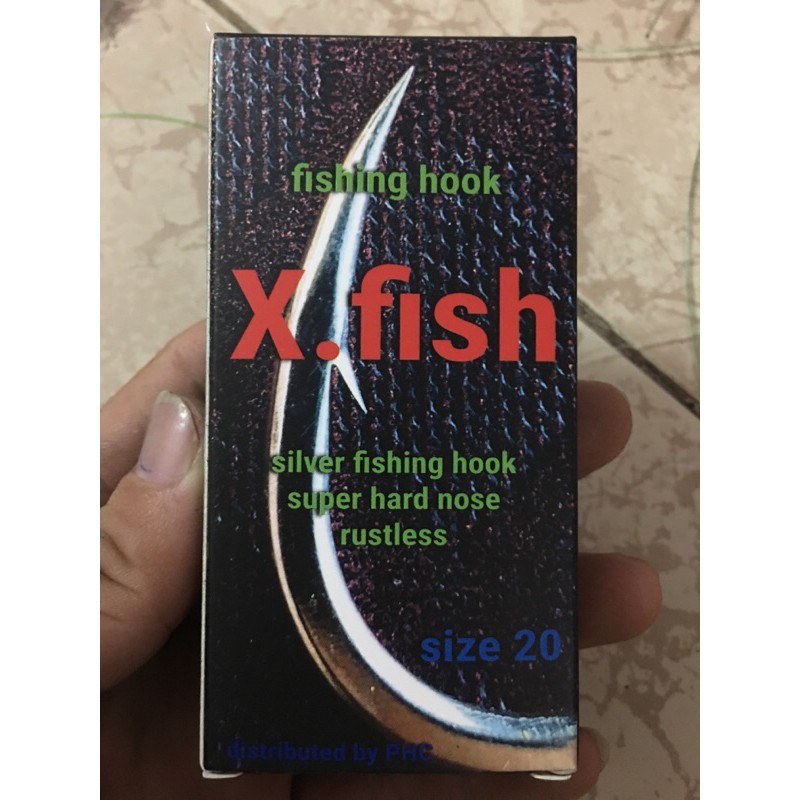 fishing hook
X.fish
silver fishing hook
super hard nose
rustless
size 20
distributed by PHC